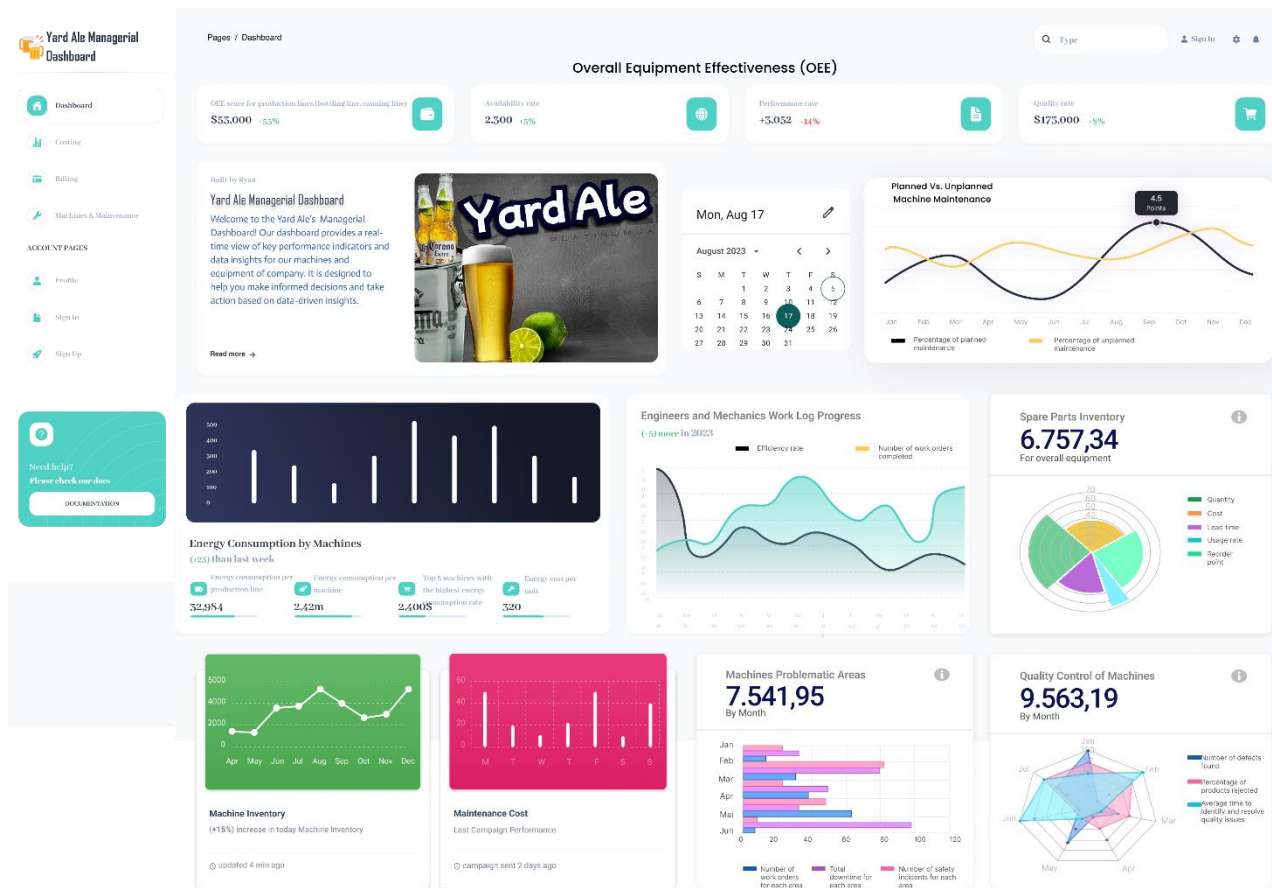 Yard Ale Managerial
Dashboard
Dashboard
Costing
Billing
Machines & Maintenance
ACCOUNT PAGES
Profile
Sign In
Sign Up
Need help?
Please check our docs
DOCUMENTATION
Pages / Dashboard
Type
Sign In
Overall Equipment Effectiveness (OEE)
OEE score for production lines (bottling line, canning line)
$53,000 +55%
Availability rate
2,300 +5%
Performance rate
+3,052 -14%
Quality rate
$173,000 +8%
Built by Ryan
Yard Ale Managerial Dashboard
Welcome to the Yard Ale's Managerial
Dashboard! Our dashboard provides a real-
time view of key performance indicators and
data insights for our machines and
equipment of company. It is designed to
help you make informed decisions and take
action based on data-driven insights.
Read more →
Yard Ale
Corona
Mon, Aug 17
August 2023
S M T W T F S
1 2 3 4 5
6 7 8 9 10 11 12
13 14 15 16 17 18 19
20 21 22 23 24 25 26
27 28 29 30 31
Planned Vs. Unplanned
Machine Maintenance
4.5
Points
Jan Feb Mar Apr May Jun Jul Aug Sep Oct Nov Dec
Percentage of planned
maintenance
Percentage of unplanned
maintenance
500
400
300
200
100
0
Energy Consumption by Machines
(+23) than last week
Energy consumption per
production line
32,984
Energy consumption per
machine
2,42m
Top 5 machines with
the highest energy
consumption rate
2,400$
Energy cost per
unit
320
Engineers and Mechanics Work Log Progress
(+5) more in 2023
Efficiency rate
Number of work orders
completed
Spare Parts Inventory
6.757,34
For overall equipment
70
60
50
40
Quantity
Cost
Lead time
Usage rate
Reorder
point
5000
4000
2000
0
Apr May Jun Jul Aug Sep Oct Nov Dec
Machine Inventory
(+15%) increase in today Machine Inventory
updated 4 min ago
60
40
20
0
M T W T F S S
Maintenance Cost
Last Campaign Performance
campaign sent 2 days ago
Machines Problematic Areas
7.541,95
By Month
Jan
Feb
Mar
Apr
Mai
Jun
0 20 40 60 80 100 120
Number of
work orders
for each area
Total
downtime for
each area
Number of safety
incidents for each
area
Quality Control of Machines
9.563,19
By Month
Jan
100
Feb
Mar
Apr
May
Jun
Jul
Number of defects
found
Percentage of
products rejected
Average time to
identify and resolve
quality issues